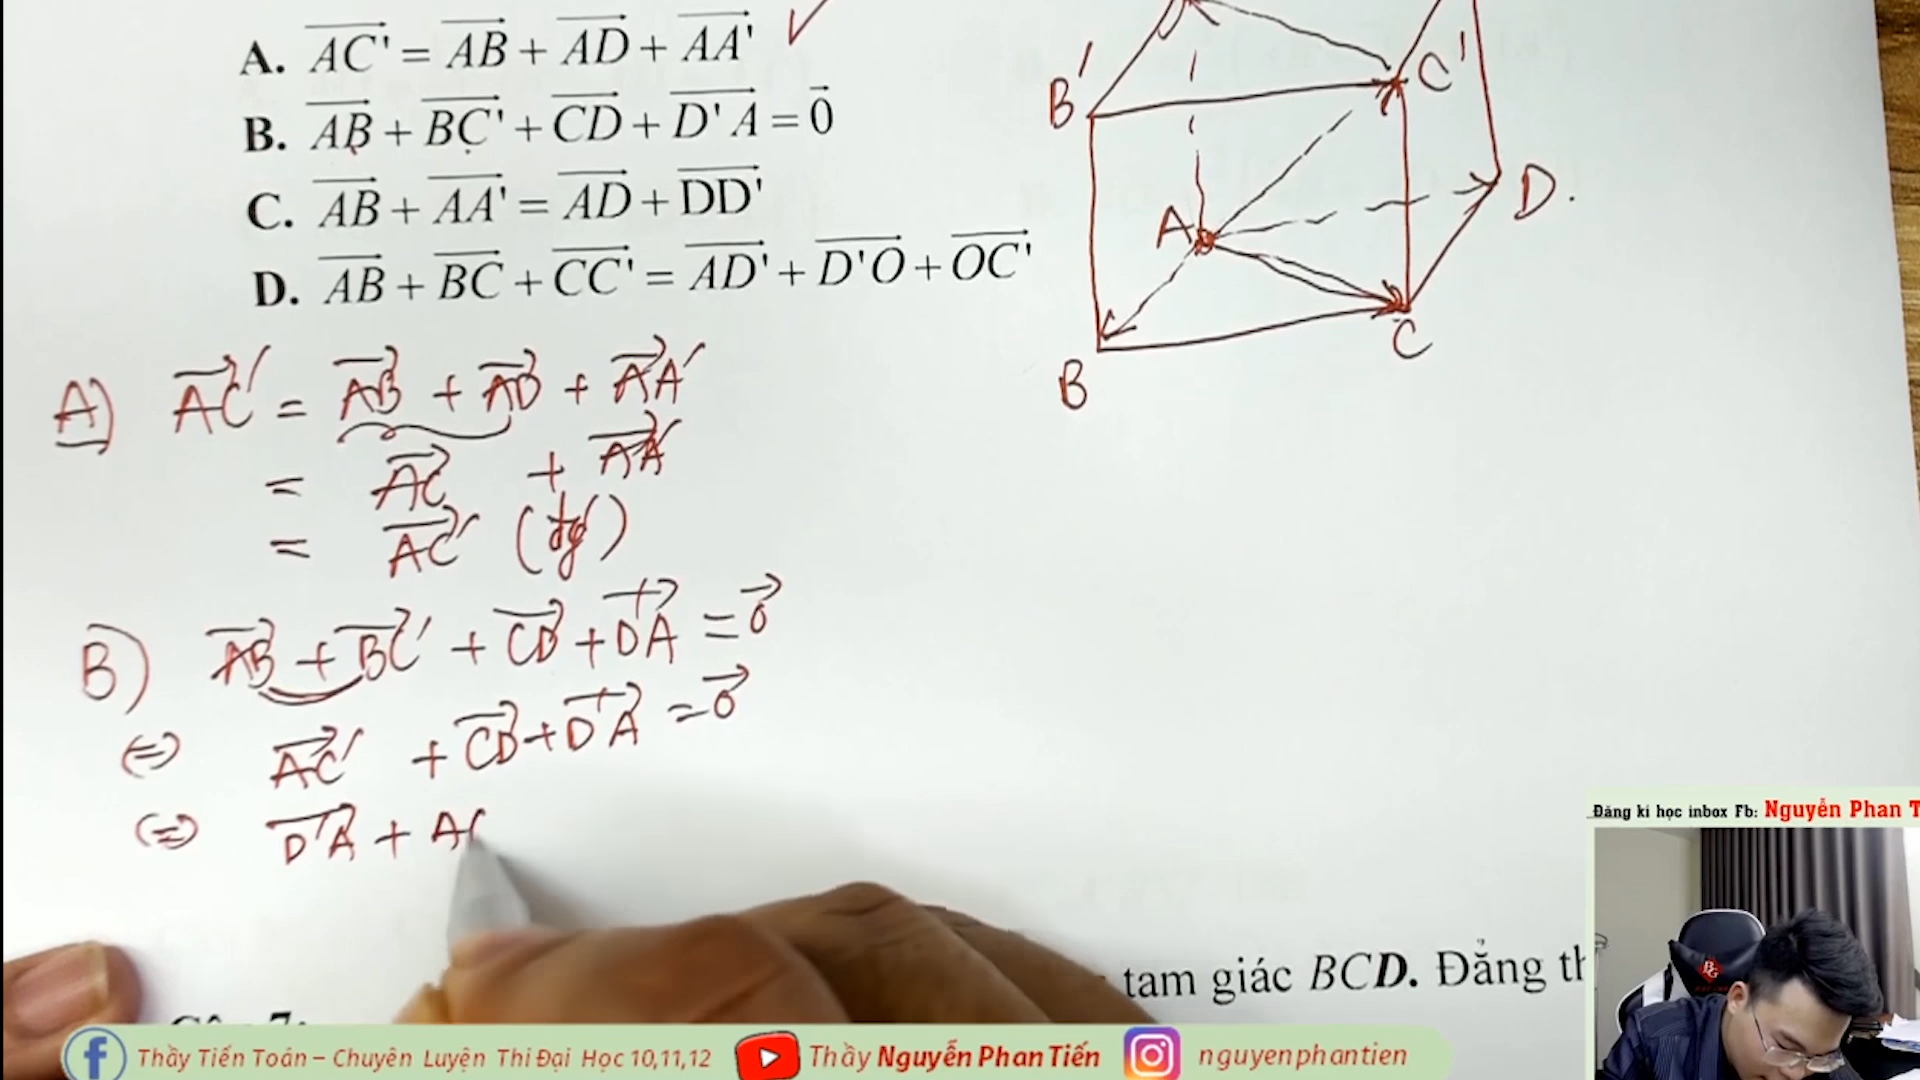 A. AC' = AB + AD + AA' ✓
B. AB + BC' + CD + D'A = 0
C. AB + AA' = AD + DD'
D. AB + BC + CC' = AD' + D'O + OC'
B'
C'
A
D.
B
C
A) AC' = AB + AD + AA'
= AC + AA'
= AC' (đg')
B) AB + BC' + CD + D'A = 0
⇔ AC' + CD + D'A = 0
⇔ D'A + AC
tam giác BCD. Đẳng th
Đăng kí học inbox Fb: Nguyễn Phan T
Thầy Tiến Toán – Chuyên Luyện Thi Đại Học 10,11,12
Thầy Nguyễn Phan Tiến
nguyenphantien